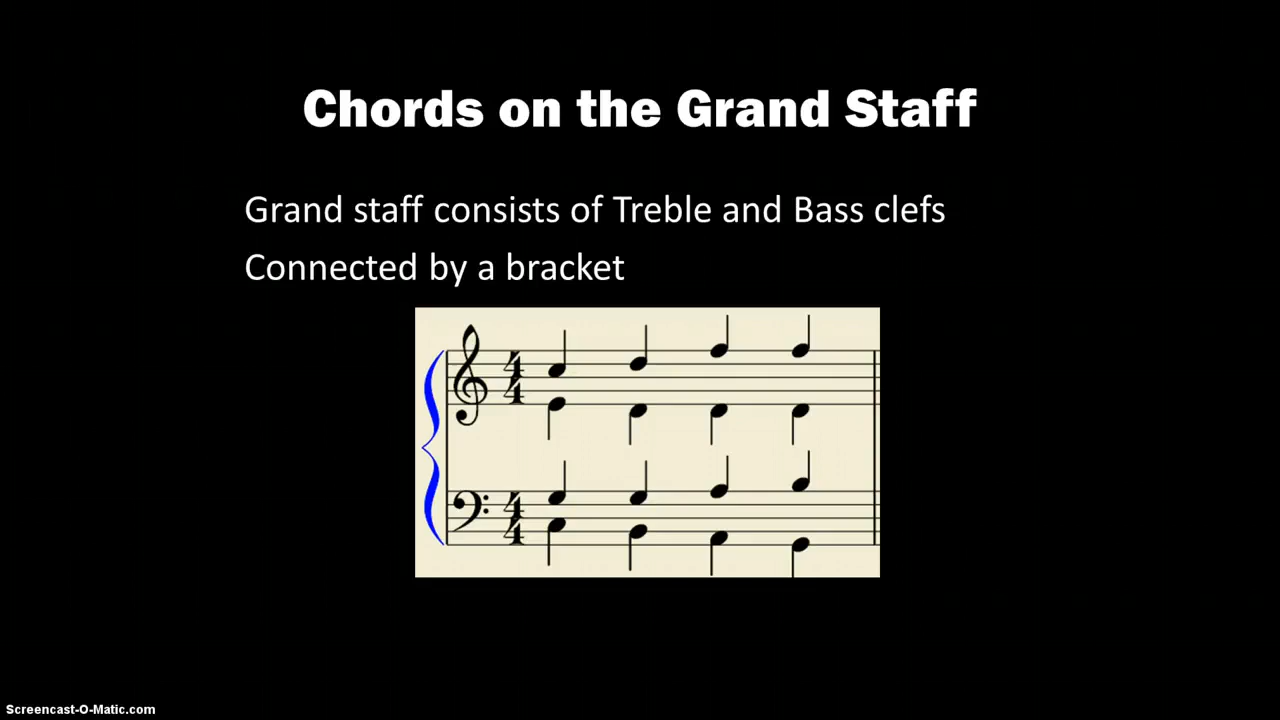 Chords on the Grand Staff
Grand staff consists of Treble and Bass clefs
Connected by a bracket
4
4
4
4
Screencast-O-Matic.com